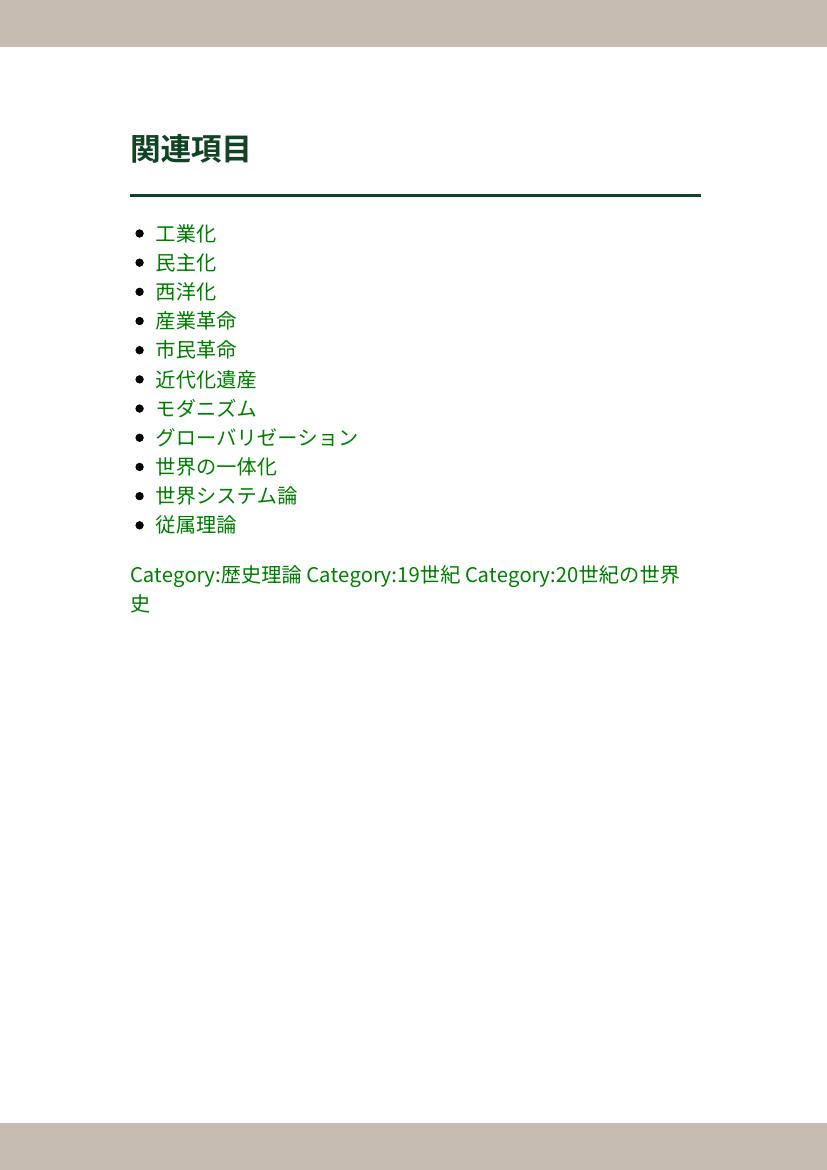 関連項目
工業化
民主化
西洋化
産業革命
市民革命
近代化遺産
モダニズム
グローバリゼーション
世界の一体化
世界システム論
従属理論
Category:歴史理論 Category:19世紀 Category:20世紀の世界
史